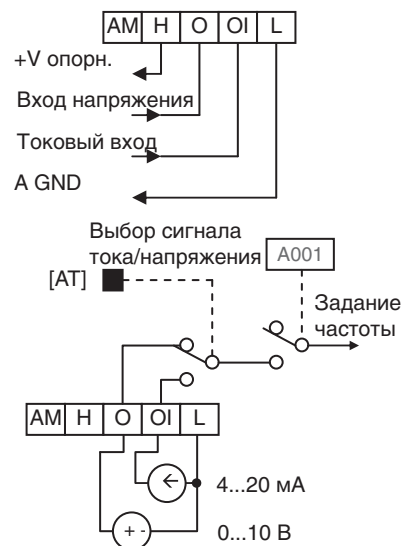 AM H O OI L
+V опорн.
Вход напряжения
Токовый вход
A GND
Выбор сигнала
тока/напряжения
A001
[AT]
Задание
частоты
AM H O OI L
4...20 мА
+ -
0...10 В